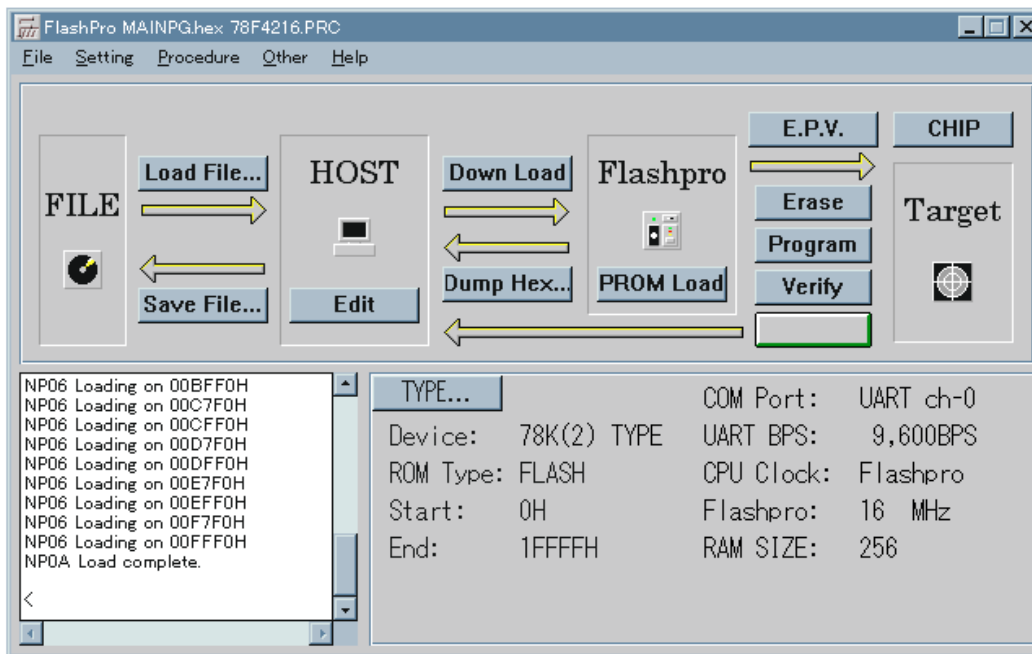 FlashPro MAINPG.hex 78F4216.PRC
File Setting Procedure Other Help
E.P.V. CHIP
Load File... HOST Down Load Flashpro
FILE Erase Target
Program
Save File... Edit Dump Hex... PROM Load Verify
NP06 Loading on 00BFF0H
NP06 Loading on 00C7F0H
NP06 Loading on 00CFF0H
NP06 Loading on 00D7F0H
NP06 Loading on 00DFF0H
NP06 Loading on 00E7F0H
NP06 Loading on 00EFF0H
NP06 Loading on 00F7F0H
NP06 Loading on 00FFF0H
NP0A Load complete.
<
TYPE... COM Port: UART ch-0
Device: 78K(2) TYPE UART BPS: 9,600BPS
ROM Type: FLASH CPU Clock: Flashpro
Start: 0H Flashpro: 16 MHz
End: 1FFFFH RAM SIZE: 256